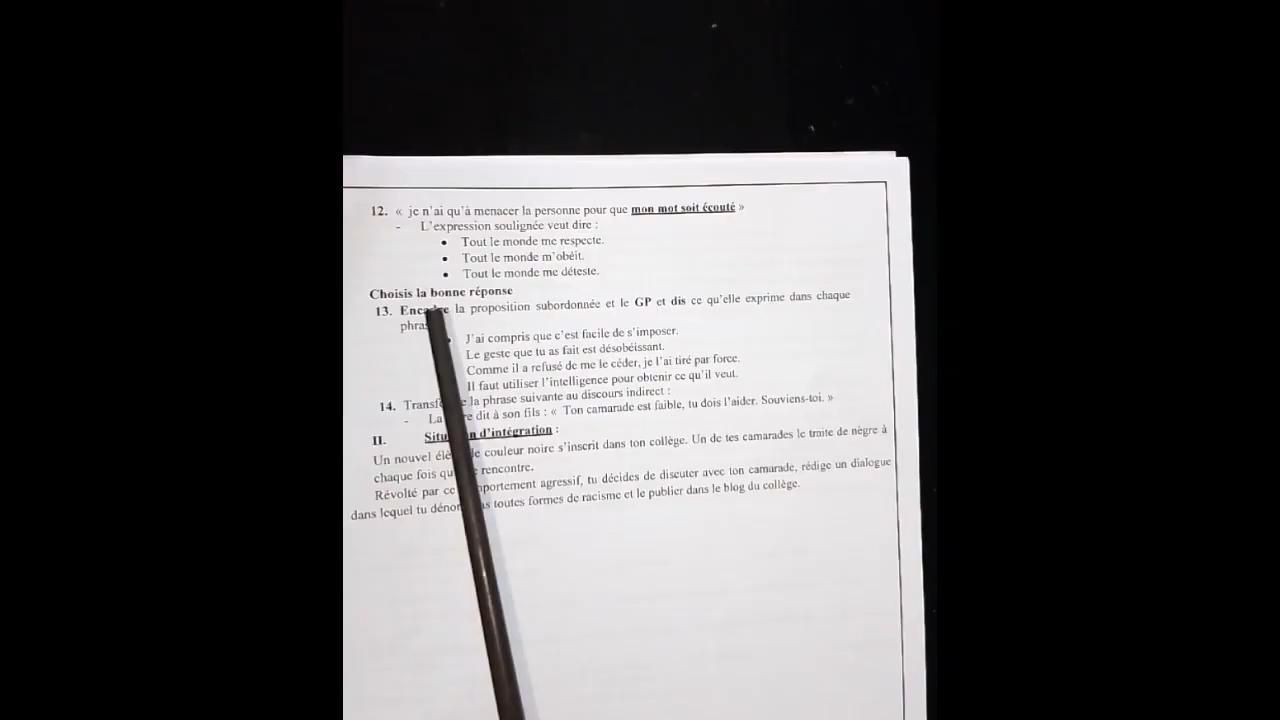 12. « je n'ai qu'à menacer la personne pour que mon mot soit écouté »
- L'expression soulignée veut dire :
• Tout le monde me respecte.
• Tout le monde m'obéit.
• Tout le monde me déteste.
Choisis la bonne réponse
13. la proposition subordonnée et le GP et dis ce qu'elle exprime dans chaque
• J'ai compris que c'est facile de s'imposer.
Le geste que tu as fait est désobéissant.
Comme il a refusé de me le céder, je l'ai tiré par force.
Il faut utiliser l'intelligence pour obtenir ce qu'il veut.
14. la phrase suivante au discours indirect :
- La dit à son fils : « Ton camarade est faible, tu dois l'aider. Souviens-toi. »
II. d'intégration :
Un nouvel couleur noire s'inscrit dans ton collège. Un de tes camarades le traite de nègre à
chaque fois rencontre.
Révolté par agressif, tu décides de discuter avec ton camarade, rédige un dialogue
dans lequel tu toutes formes de racisme et le publier dans le blog du collège.